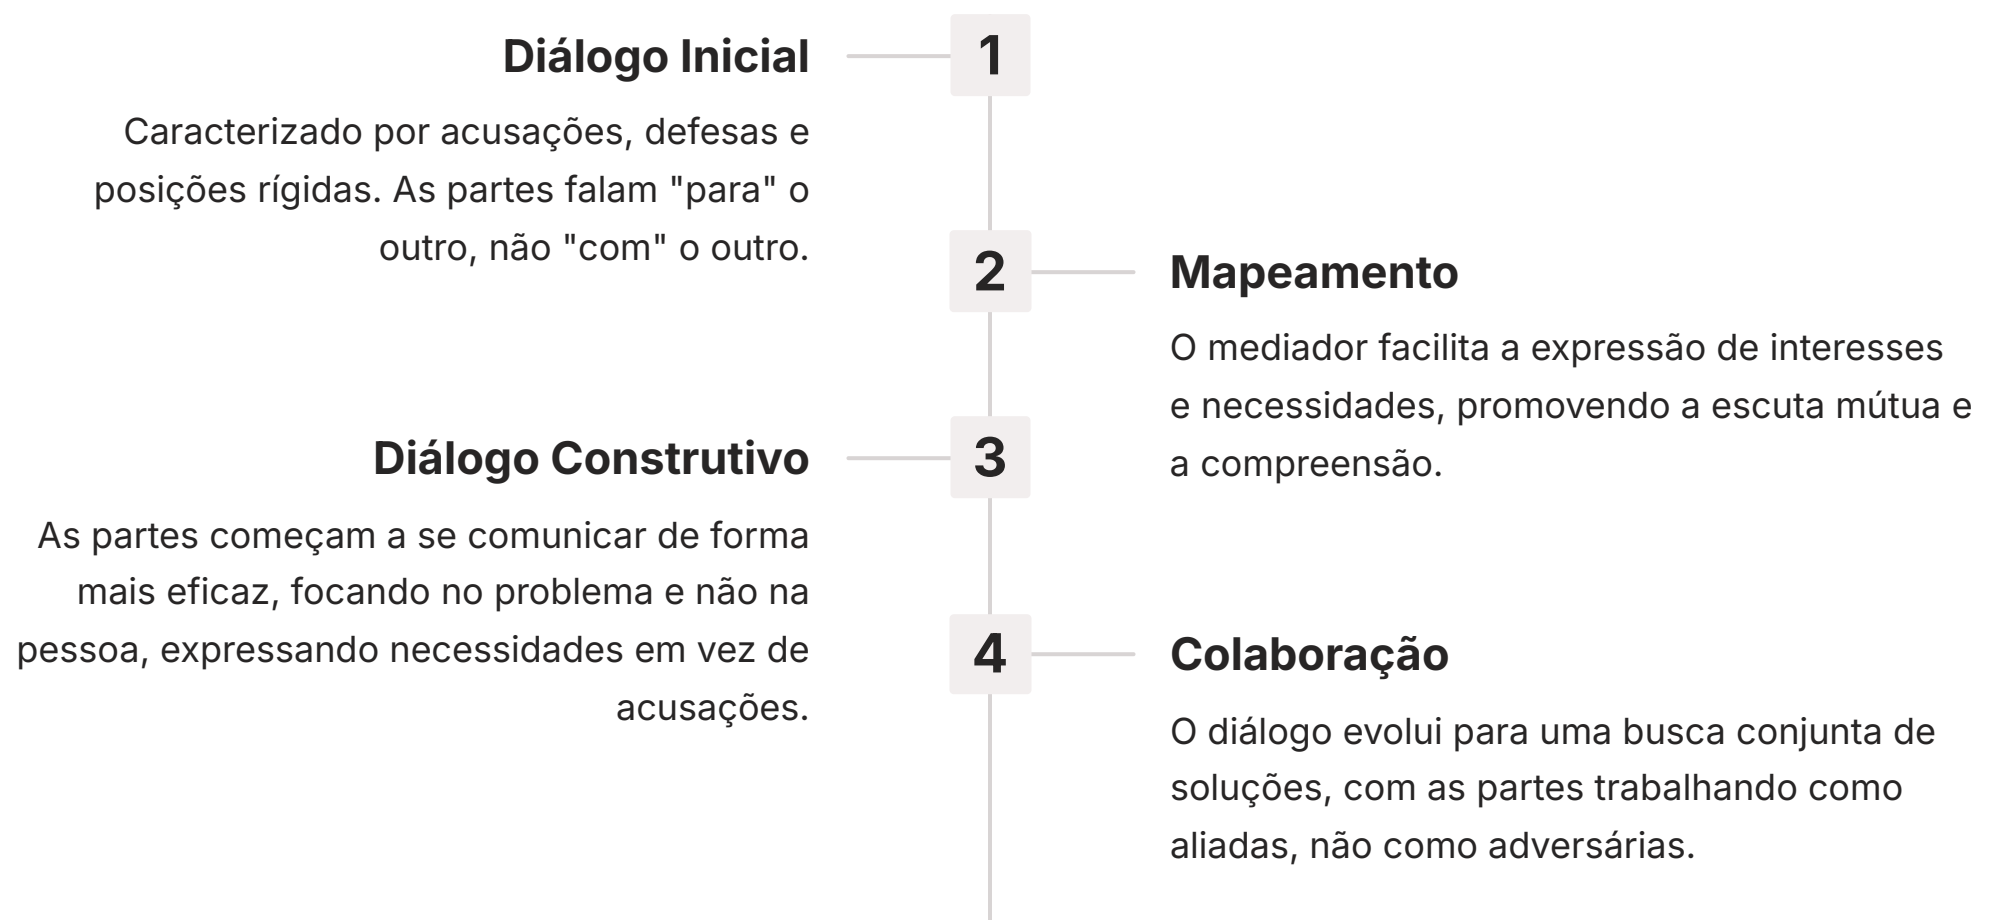 1
Diálogo Inicial
Caracterizado por acusações, defesas e
posições rígidas. As partes falam "para" o
outro, não "com" o outro.
2
Mapeamento
O mediador facilita a expressão de interesses
e necessidades, promovendo a escuta mútua e
a compreensão.
3
Diálogo Construtivo
As partes começam a se comunicar de forma
mais eficaz, focando no problema e não na
pessoa, expressando necessidades em vez de
acusações.
4
Colaboração
O diálogo evolui para uma busca conjunta de
soluções, com as partes trabalhando como
aliadas, não como adversárias.